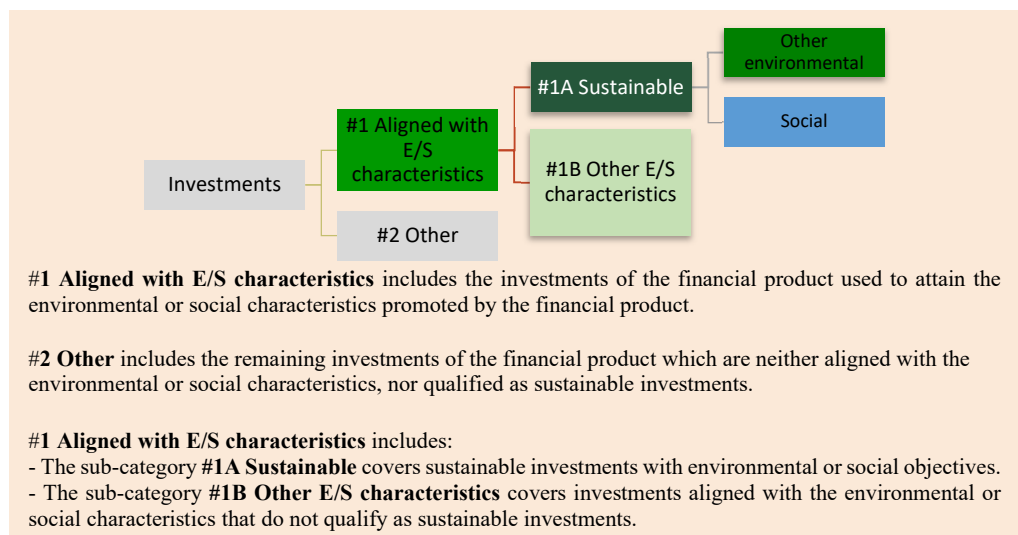 Other
environmental
#1A Sustainable
#1 Aligned with
E/S
characteristics
Social
#1B Other E/S
characteristics
Investments
#2 Other
#1 Aligned with E/S characteristics includes the investments of the financial product used to attain the
environmental or social characteristics promoted by the financial product.
#2 Other includes the remaining investments of the financial product which are neither aligned with the
environmental or social characteristics, nor qualified as sustainable investments.
#1 Aligned with E/S characteristics includes:
- The sub-category #1A Sustainable covers sustainable investments with environmental or social objectives.
- The sub-category #1B Other E/S characteristics covers investments aligned with the environmental or
social characteristics that do not qualify as sustainable investments.